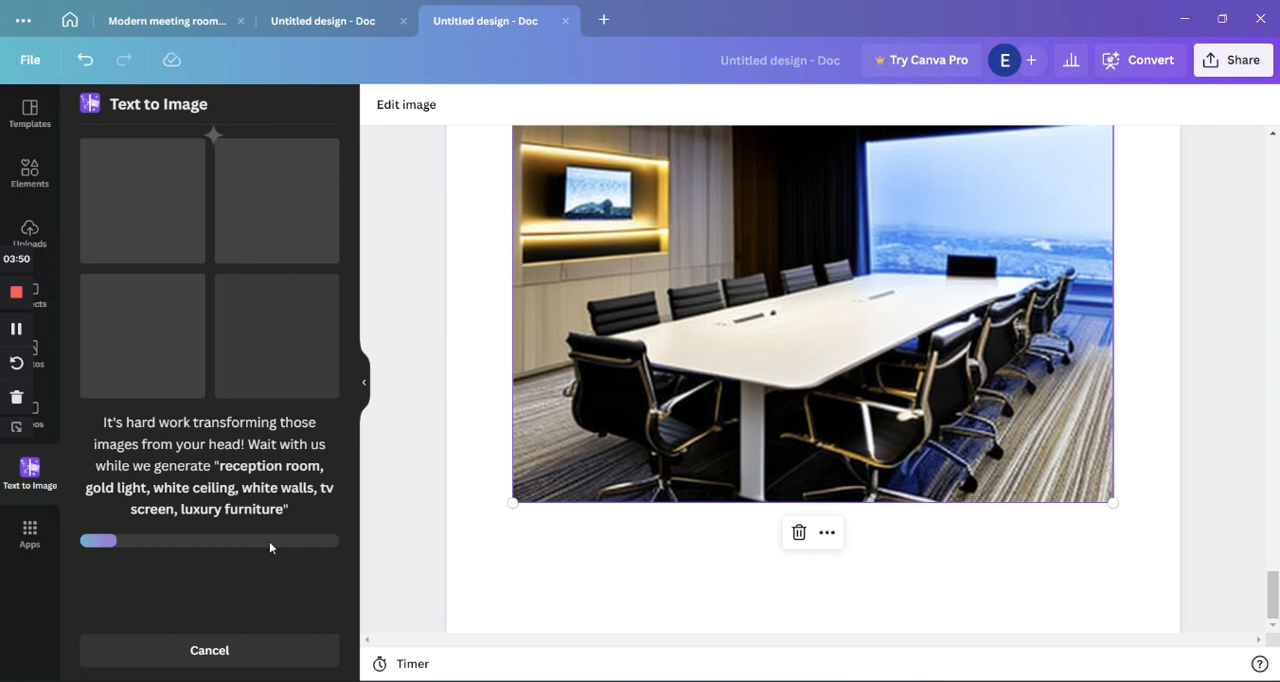 Modern meeting room...
Untitled design - Doc
Untitled design - Doc
File
Untitled design - Doc
Try Canva Pro
E
Convert
Share
Text to Image
Edit image
Templates
Elements
Uploads
03:50
It's hard work transforming those
images from your head! Wait with us
while we generate "reception room,
gold light, white ceiling, white walls, tv
screen, luxury furniture"
Text to Image
Apps
Cancel
Timer